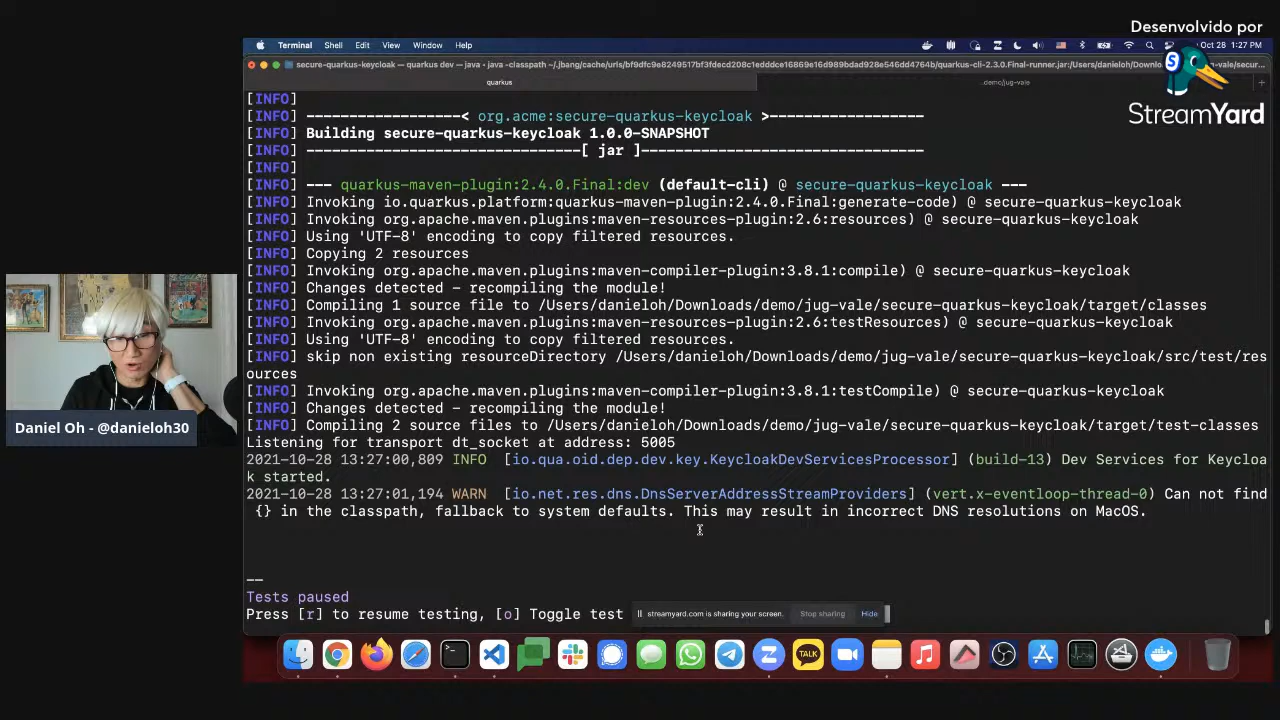 Desenvolvido por
StreamYard
Terminal Shell Edit View Window Help
Oct 28 1:27 PM
quarkus
..demo/jug-vale
[INFO]
[INFO] ------------------< org.acme:secure-quarkus-keycloak >-----------------
[INFO] Building secure-quarkus-keycloak 1.0.0-SNAPSHOT
[INFO] --------------------------------[ jar ]---------------------------------
[INFO]
[INFO] --- quarkus-maven-plugin:2.4.0.Final:dev (default-cli) @ secure-quarkus-keycloak ---
[INFO] Invoking io.quarkus.platform:quarkus-maven-plugin:2.4.0.Final:generate-code) @ secure-quarkus-keycloak
[INFO] Invoking org.apache.maven.plugins:maven-resources-plugin:2.6:resources) @ secure-quarkus-keycloak
[INFO] Using 'UTF-8' encoding to copy filtered resources.
[INFO] Copying 2 resources
[INFO] Invoking org.apache.maven.plugins:maven-compiler-plugin:3.8.1:compile) @ secure-quarkus-keycloak
[INFO] Changes detected - recompiling the module!
[INFO] Compiling 1 source file to /Users/danieloh/Downloads/demo/jug-vale/secure-quarkus-keycloak/target/classes
[INFO] Invoking org.apache.maven.plugins:maven-resources-plugin:2.6:testResources) @ secure-quarkus-keycloak
[INFO] Using 'UTF-8' encoding to copy filtered resources.
[INFO] skip non existing resourceDirectory /Users/danieloh/Downloads/demo/jug-vale/secure-quarkus-keycloak/src/test/res
ources
[INFO] Invoking org.apache.maven.plugins:maven-compiler-plugin:3.8.1:testCompile) @ secure-quarkus-keycloak
[INFO] Changes detected - recompiling the module!
[INFO] Compiling 2 source files to /Users/danieloh/Downloads/demo/jug-vale/secure-quarkus-keycloak/target/test-classes
Listening for transport dt_socket at address: 5005
2021-10-28 13:27:00,809 INFO [io.qua.oid.dep.dev.key.KeycloakDevServicesProcessor] (build-13) Dev Services for Keycloa
k started.
2021-10-28 13:27:01,194 WARN [io.net.res.dns.DnsServerAddressStreamProviders] (vert.x-eventloop-thread-0) Can not find
{} in the classpath, fallback to system defaults. This may result in incorrect DNS resolutions on MacOS.
--
Tests paused
Press [r] to resume testing, [o] Toggle test
streamyard.com is sharing your screen. Stop sharing Hide
Daniel Oh - @danieloh30
TALK